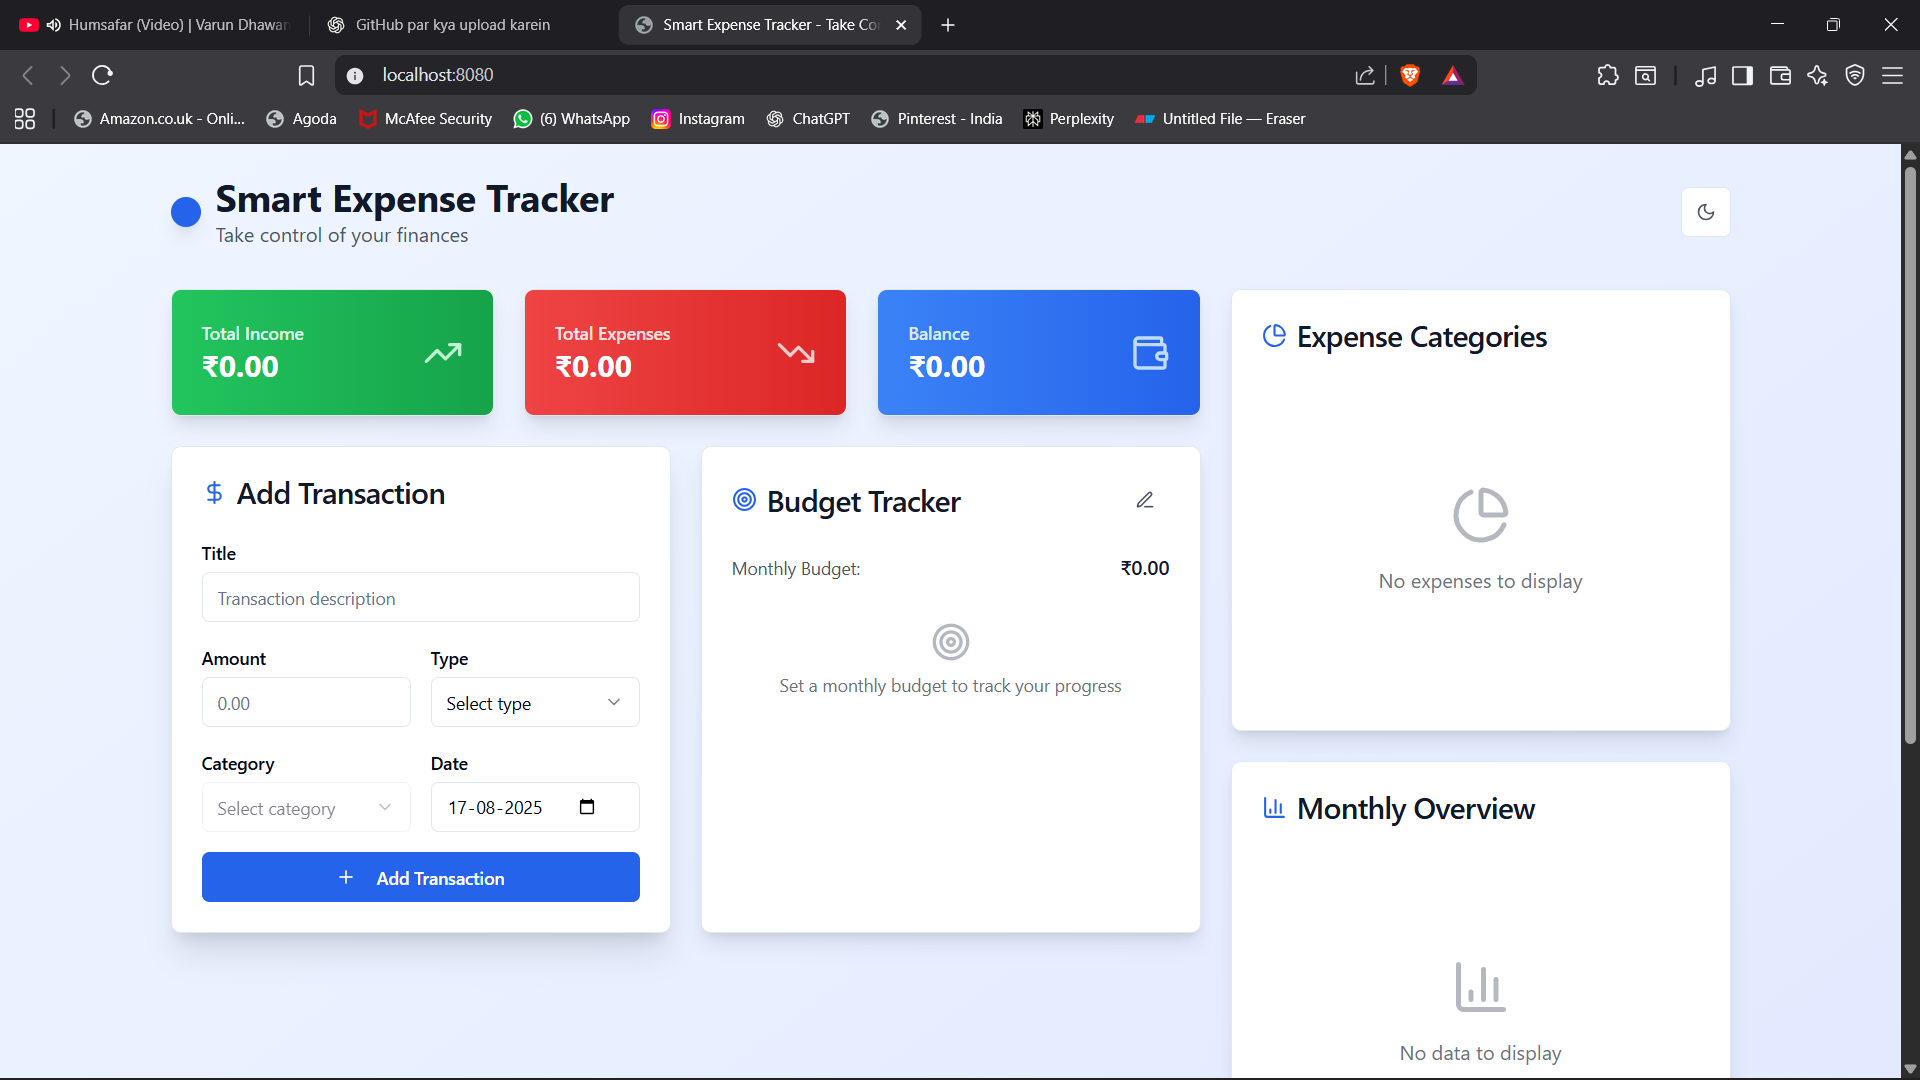 Humsafar (Video) | Varun Dhawan
GitHub par kya upload karein
Smart Expense Tracker - Take Co
localhost:8080
Amazon.co.uk - Onli...
Agoda
McAfee Security
(6) WhatsApp
Instagram
ChatGPT
Pinterest - India
Perplexity
Untitled File — Eraser
Smart Expense Tracker
Take control of your finances
Total Income
₹0.00
Total Expenses
₹0.00
Balance
₹0.00
Add Transaction
Title
Transaction description
Amount
Type
0.00
Select type
Category
Date
Select category
17-08-2025
Add Transaction
Budget Tracker
Monthly Budget:
₹0.00
Set a monthly budget to track your progress
Expense Categories
No expenses to display
Monthly Overview
No data to display